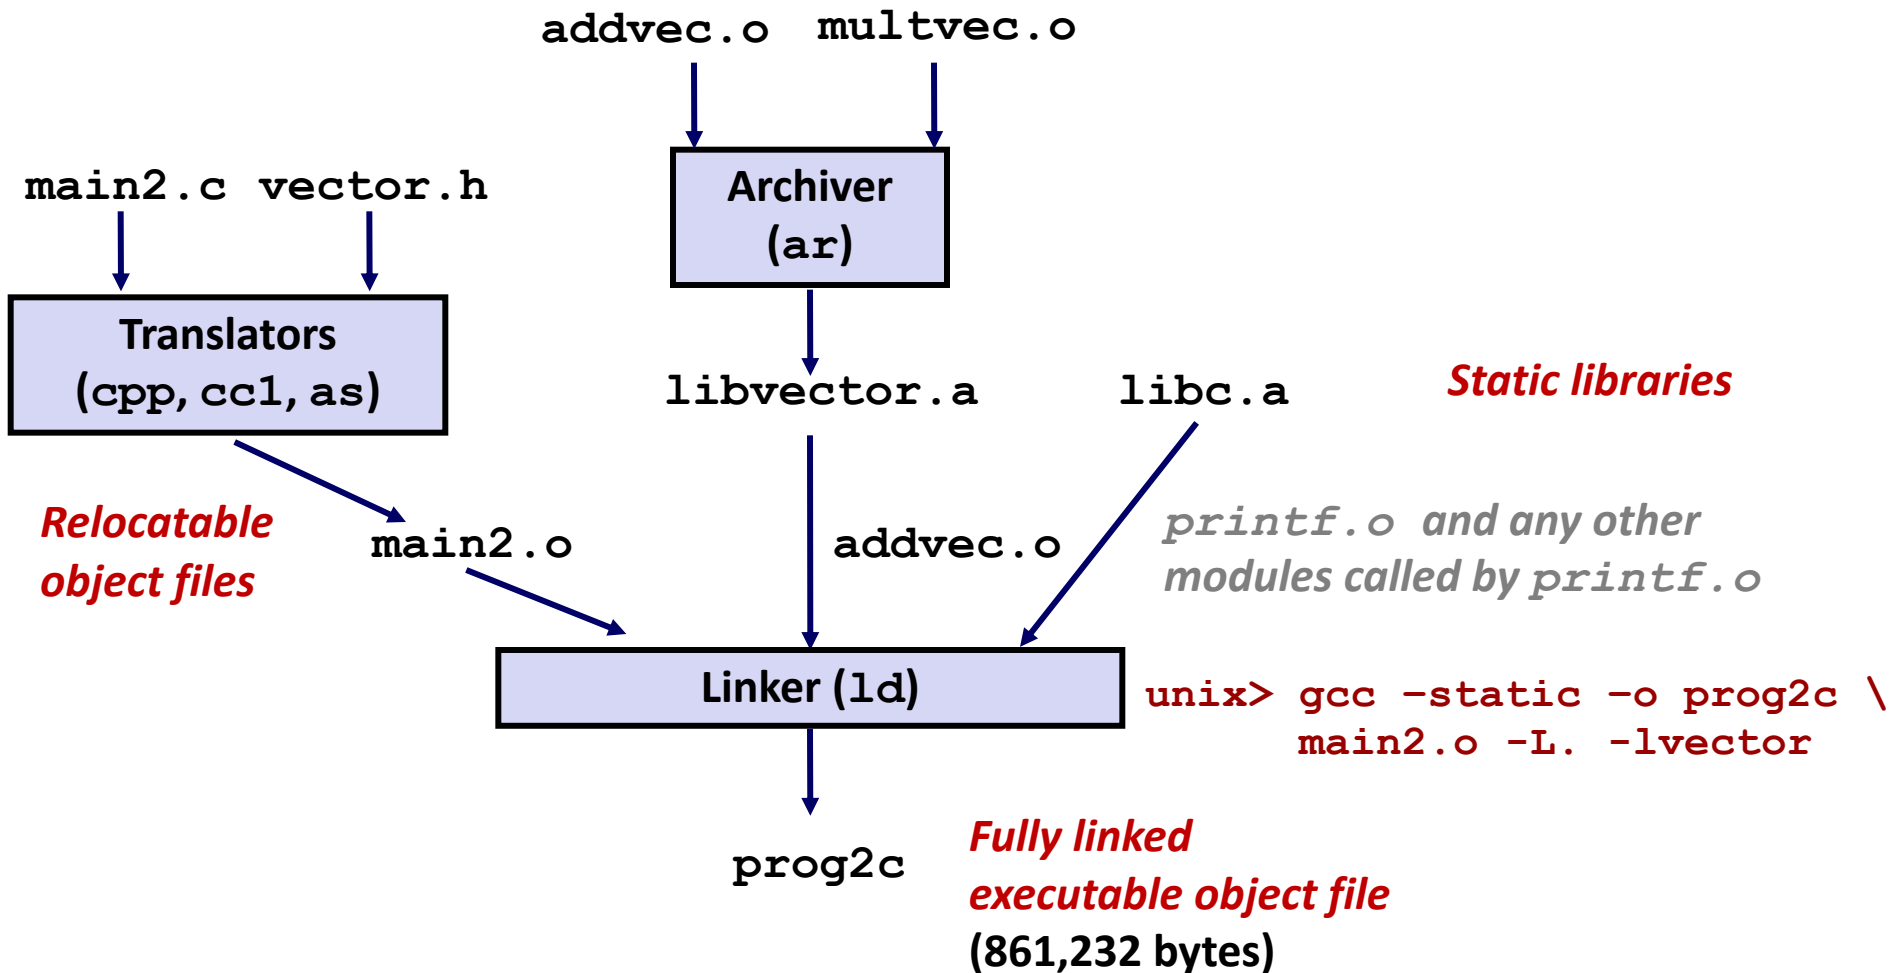 addvec.o multvec.o
main2.c vector.h
Archiver
(ar)
Translators
(cpp, cc1, as)
libvector.a
libc.a
Static libraries
Relocatable
object files
main2.o
addvec.o
printf.o and any other
modules called by printf.o
Linker (ld)
unix> gcc –static –o prog2c \
main2.o -L. -lvector
prog2c
Fully linked
executable object file
(861,232 bytes)